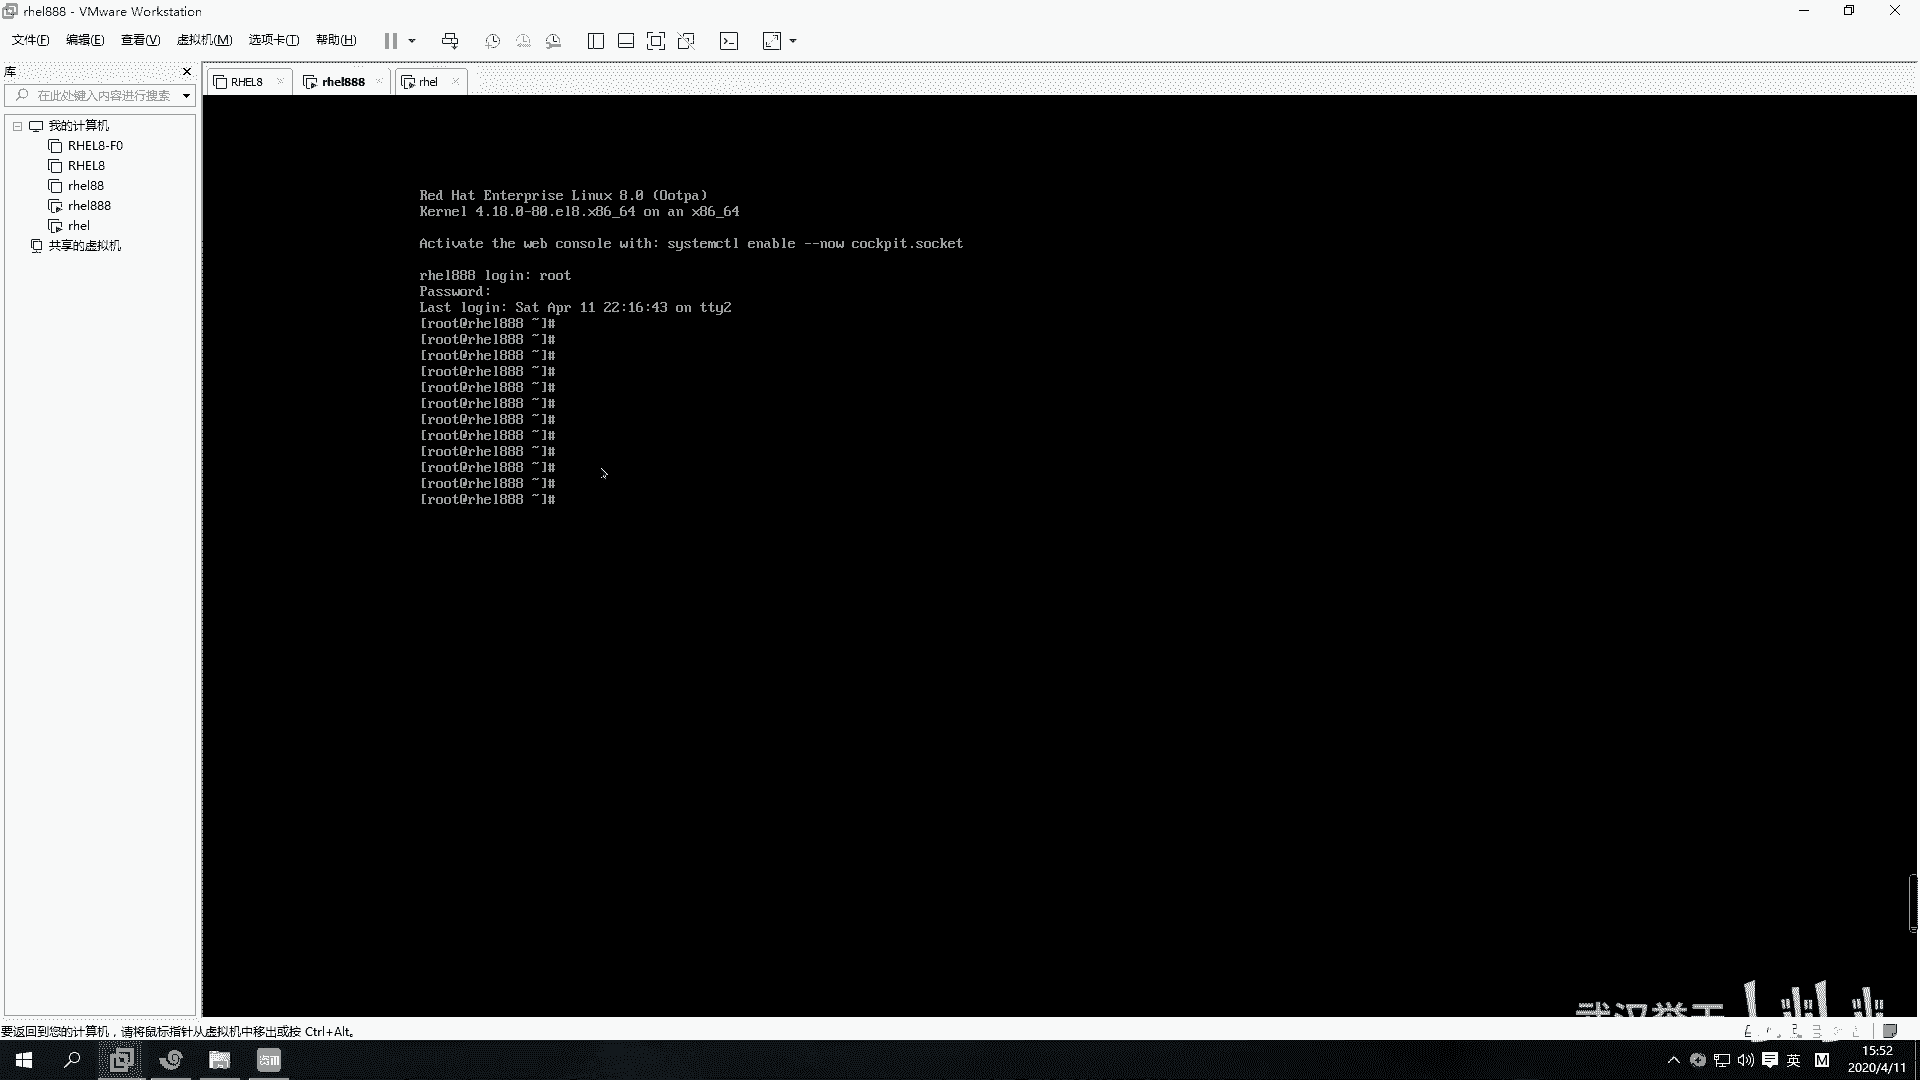 rhel888 - VMware Workstation
文件(F) 编辑(E) 查看(V) 虚拟机(M) 选项卡(T) 帮助(H)
库
在此处键入内容进行搜索
我的计算机
RHEL8-F0
RHEL8
rhel88
rhel888
rhel
共享的虚拟机
RHEL8 rhel888 rhel
Red Hat Enterprise Linux 8.0 (Ootpa)
Kernel 4.18.0-80.el8.x86_64 on an x86_64
Activate the web console with: systemctl enable --now cockpit.socket
rhel888 login: root
Password:
Last login: Sat Apr 11 22:16:43 on tty2
[root@rhel888 ~]#
[root@rhel888 ~]#
[root@rhel888 ~]#
[root@rhel888 ~]#
[root@rhel888 ~]#
[root@rhel888 ~]#
[root@rhel888 ~]#
[root@rhel888 ~]#
[root@rhel888 ~]#
[root@rhel888 ~]#
[root@rhel888 ~]#
[root@rhel888 ~]#
要返回到您的计算机，请将鼠标指针从虚拟机中移出或按 Ctrl+Alt。
英 M
15:52
2020/4/11